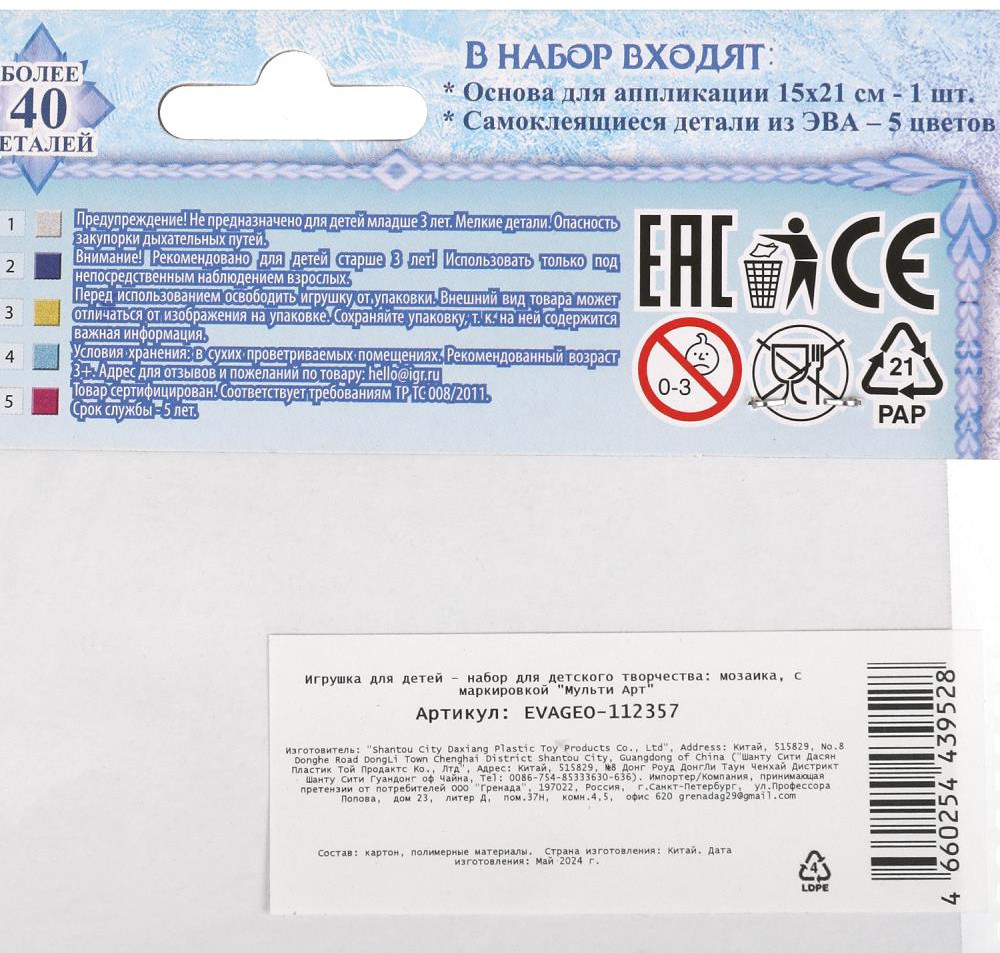 БОЛЕЕ
40
ЕТАЛЕЙ
В НАБОР ВХОДЯТ:
* Основа для аппликации 15х21 см - 1 шт.
* Самоклеящиеся детали из ЭВА – 5 цветов
1
2
3
4
5
Предупреждение! Не предназначено для детей младше 3 лет. Мелкие детали. Опасность
закупорки дыхательных путей.
Внимание! Рекомендовано для детей старше 3 лет! Использовать только под
непосредственным наблюдением взрослых.
Перед использованием освободить игрушку от упаковки. Внешний вид товара может
отличаться от изображения на упаковке. Сохраняйте упаковку, т. к. на ней содержится
важная информация.
Условия хранения: в сухих проветриваемых помещениях. Рекомендованный возраст
3+. Адрес для отзывов и пожеланий по товару: hello@igr.ru
Товар сертифицирован. Соответствует требованиям ТР ТС 008/2011.
Срок службы - 5 лет.
EAC
CE
0-3
21
PAP
Игрушка для детей – набор для детского творчества: мозаика, с
маркировкой "Мульти Арт"
Артикул: EVAGEO-112357
Изготовитель: "Shantou City Daxiang Plastic Toy Products Co., Ltd", Address: Китай, 515829, No.8
Donghe Road DongLi Town Chenghai District Shantou City, Guangdong of China ("Шанту Сити Дасян
Пластик Той Продактс Ко., Лтд", Адрес: Китай, 515829, №8 Донг Роуд ДонгЛи Таун Ченхай Дистрикт
Шанту Сити Гуандонг оф Чайна, Тел: 0086-754-85333630-636). Импортер/Компания, принимающая
претензии от потребителей ООО "Гренада", 197022, Россия, г.Санкт-Петербург, ул.Профессора
Попова, дом 23, литер Д, пом.37Н, комн.4,5, офис 620 grenadag29@gmail.com
Состав: картон, полимерные материалы. Страна изготовления: Китай. Дата
изготовления: Май 2024 г.
4
LDPE
4 660254 439528